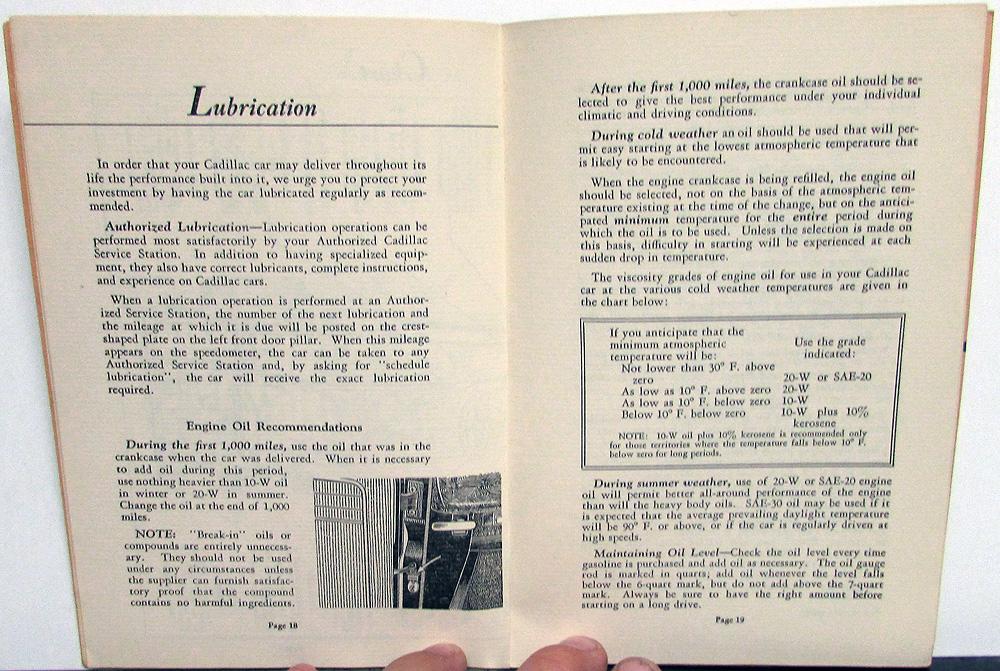 Lubrication
In order that your Cadillac car may deliver throughout its
life the performance built into it, we urge you to protect your
investment by having the car lubricated regularly as recom-
mended.
Authorized Lubrication—Lubrication operations can be
performed most satisfactorily by your Authorized Cadillac
Service Station. In addition to having specialized equip-
ment, they also have correct lubricants, complete instructions,
and experience on Cadillac cars.
When a lubrication operation is performed at an Author-
ized Service Station, the number of the next lubrication and
the mileage at which it is due will be posted on the crest-
shaped plate on the left front door pillar. When this mileage
appears on the speedometer, the car can be taken to any
Authorized Service Station and, by asking for "schedule
lubrication", the car will receive the exact lubrication
required.
Engine Oil Recommendations
During the first 1,000 miles, use the oil that was in the
crankcase when the car was delivered. When it is necessary
to add oil during this period,
use nothing heavier than 10-W oil
in winter or 20-W in summer.
Change the oil at the end of 1,000
miles.
NOTE: "Break-in" oils or
compounds are entirely unnecess-
ary. They should not be used
under any circumstances unless
the supplier can furnish satisfac-
tory proof that the compound
contains no harmful ingredients.
Page 18
After the first 1,000 miles, the crankcase oil should be se-
lected to give the best performance under your individual
climatic and driving conditions.
During cold weather an oil should be used that will per-
mit easy starting at the lowest atmospheric temperature that
is likely to be encountered.
When the engine crankcase is being refilled, the engine oil
should be selected, not on the basis of the atmospheric tem-
perature existing at the time of the change, but on the antici-
pated minimum temperature for the entire period during
which the oil is to be used. Unless the selection is made on
this basis, difficulty in starting will be experienced at each
sudden drop in temperature.
The viscosity grades of engine oil for use in your Cadillac
car at the various cold weather temperatures are given in
the chart below:
If you anticipate that the
minimum atmospheric Use the grade
temperature will be: indicated:
Not lower than 30° F. above
zero 20-W or SAE-20
As low as 10° F. above zero 20-W
As low as 10° F. below zero 10-W
Below 10° F. below zero 10-W plus 10%
kerosene
NOTE: 10-W oil plus 10% kerosene is recommended only
for those territories where the temperature falls below 10° F.
below zero for long periods.
During summer weather, use of 20-W or SAE-20 engine
oil will permit better all-around performance of the engine
than will the heavy body oils. SAE-30 oil may be used if it
is expected that the average prevailing daylight temperature
will be 90° F. or above, or if the car is regularly driven at
high speeds.
Maintaining Oil Level—Check the oil level every time
gasoline is purchased and add oil as necessary. The oil gauge
rod is marked in quarts; add oil whenever the level falls
below the 6-quart mark, but do not add above the 7-quart
mark. Always be sure to have the right amount before
starting on a long drive.
Page 19